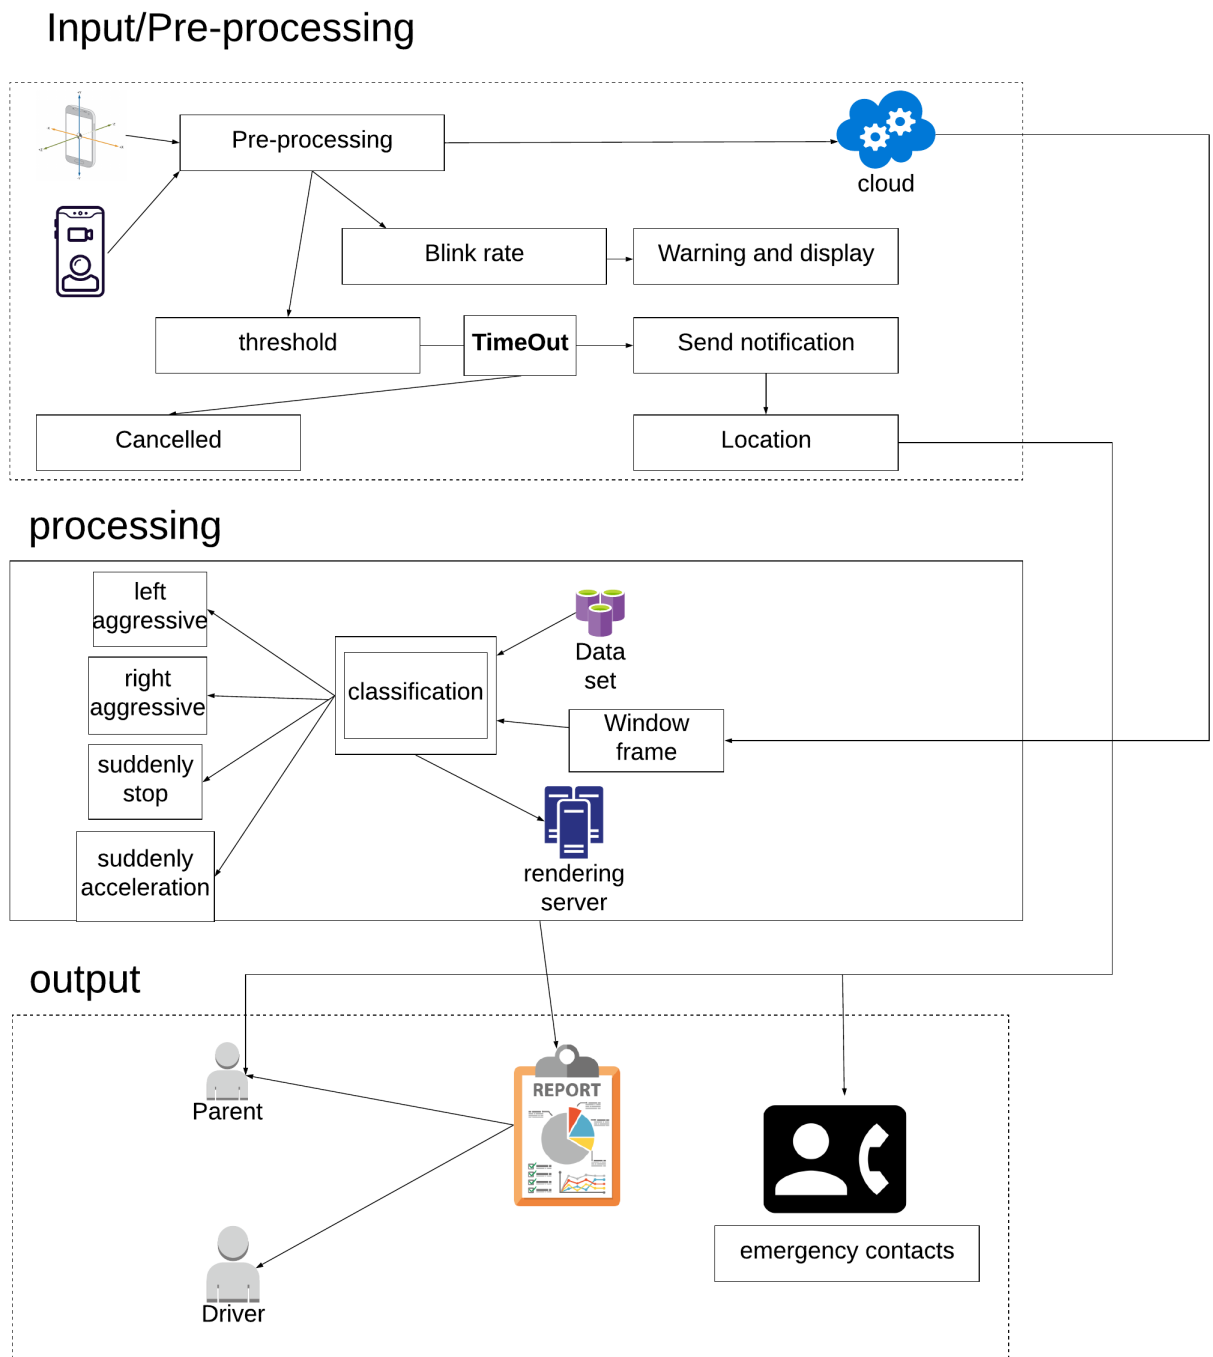 Input/Pre-processing
Pre-processing
cloud
Blink rate
Warning and display
threshold
TimeOut
Send notification
Cancelled
Location
processing
left
aggressive
right
aggressive
suddenly
stop
suddenly
acceleration
classification
Data
set
Window
frame
rendering
server
output
Parent
REPORT
Driver
emergency contacts